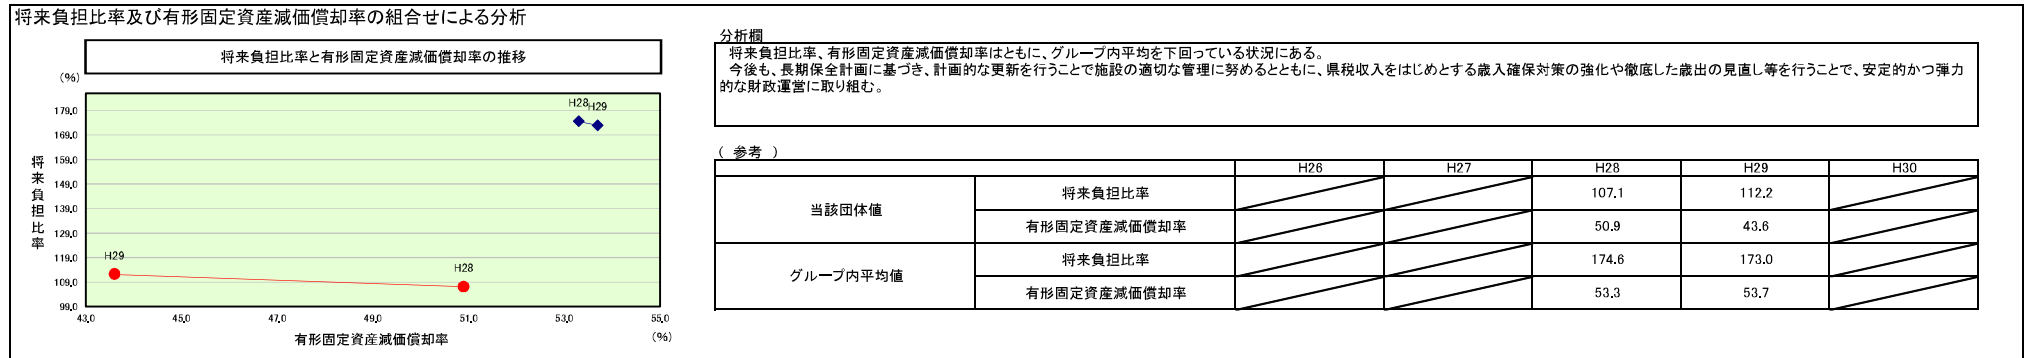 将来負担比率及び有形固定資産減価償却率の組合せによる分析
将来負担比率と有形固定資産減価償却率の推移
(%)
179.0
169.0
159.0
149.0
139.0
129.0
119.0
109.0
99.0
将来負担比率
H28
H29
H29
H28
43.0 45.0 47.0 49.0 51.0 53.0 55.0
有形固定資産減価償却率
(%)
分析欄
将来負担比率、有形固定資産減価償却率はともに、グループ内平均を下回っている状況にある。
今後も、長期保全計画に基づき、計画的な更新を行うことで施設の適切な管理に努めるとともに、県税収入をはじめとする歳入確保対策の強化や徹底した歳出の見直し等を行うことで、安定的かつ弾力
的な財政運営に取り組む。
( 参考 )
H26 H27 H28 H29 H30
当該団体値 将来負担比率 107.1 112.2
有形固定資産減価償却率 50.9 43.6
グループ内平均値 将来負担比率 174.6 173.0
有形固定資産減価償却率 53.3 53.7